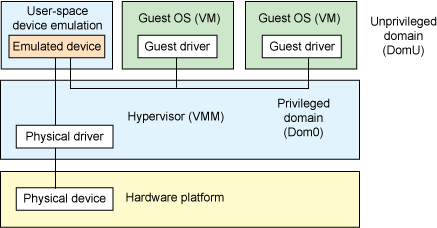 User-space
device emulation
Emulated device
Guest OS (VM)
Guest driver
Guest OS (VM)
Guest driver
Unprivileged
domain
(DomU)
Hypervisor (VMM)
Privileged
domain
(Dom0)
Physical driver
Physical device
Hardware platform